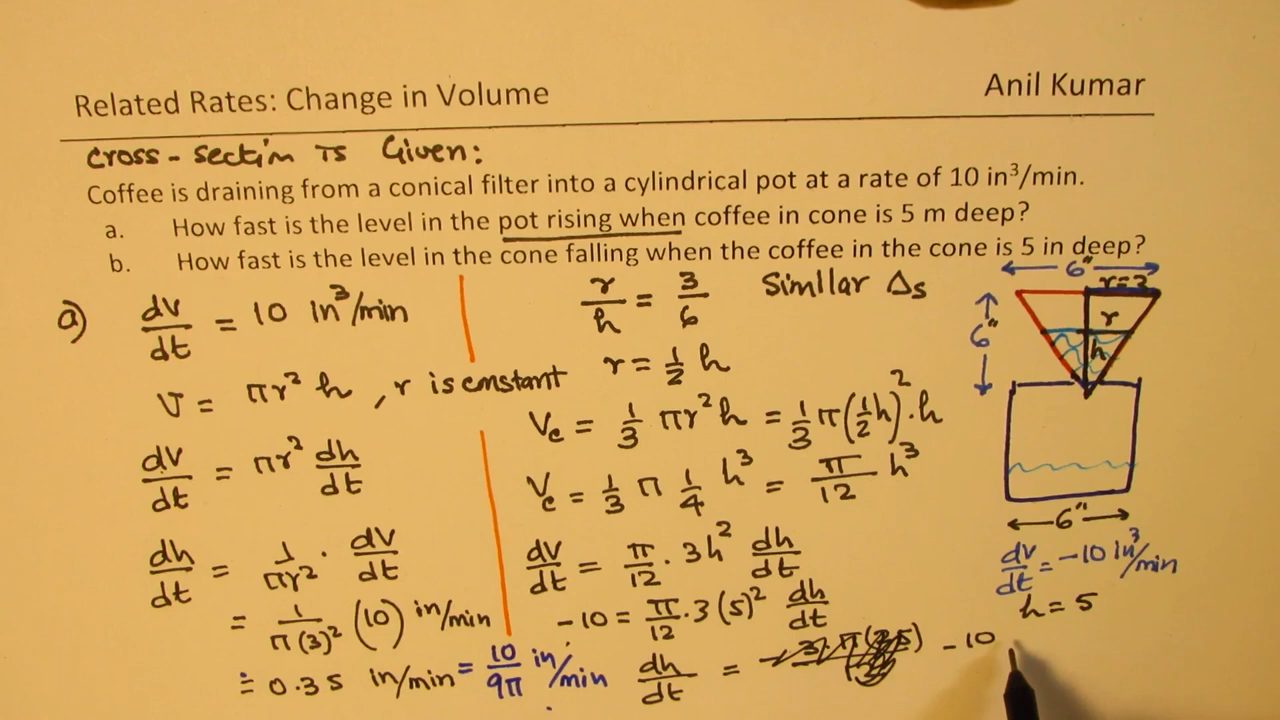 Related Rates: Change in Volume
Anil Kumar
Cross-section is Given:
Coffee is draining from a conical filter into a cylindrical pot at a rate of 10 in³/min.
a. How fast is the level in the pot rising when coffee in cone is 5 m deep?
b. How fast is the level in the cone falling when the coffee in the cone is 5 in deep?
a) dv/dt = 10 in³/min
V = πr² h , r is constant
dv/dt = πr² dh/dt
dh/dt = 1/πr² · dv/dt
= 1/π(3)² (10) in/min
≐ 0.35 in/min = 10/9π in/min
r/h = 3/6 Similar Δs
r = 1/2 h
Vc = 1/3 πr² h = 1/3 π(1/2 h)² · h
Vc = 1/3 π 1/4 h³ = π/12 h³
dv/dt = π/12 · 3h² dh/dt
-10 = π/12 · 3(5)² dh/dt
dh/dt = -10
6"
r=3
6"
r
h
6"
dv/dt = -10 in³/min
h = 5